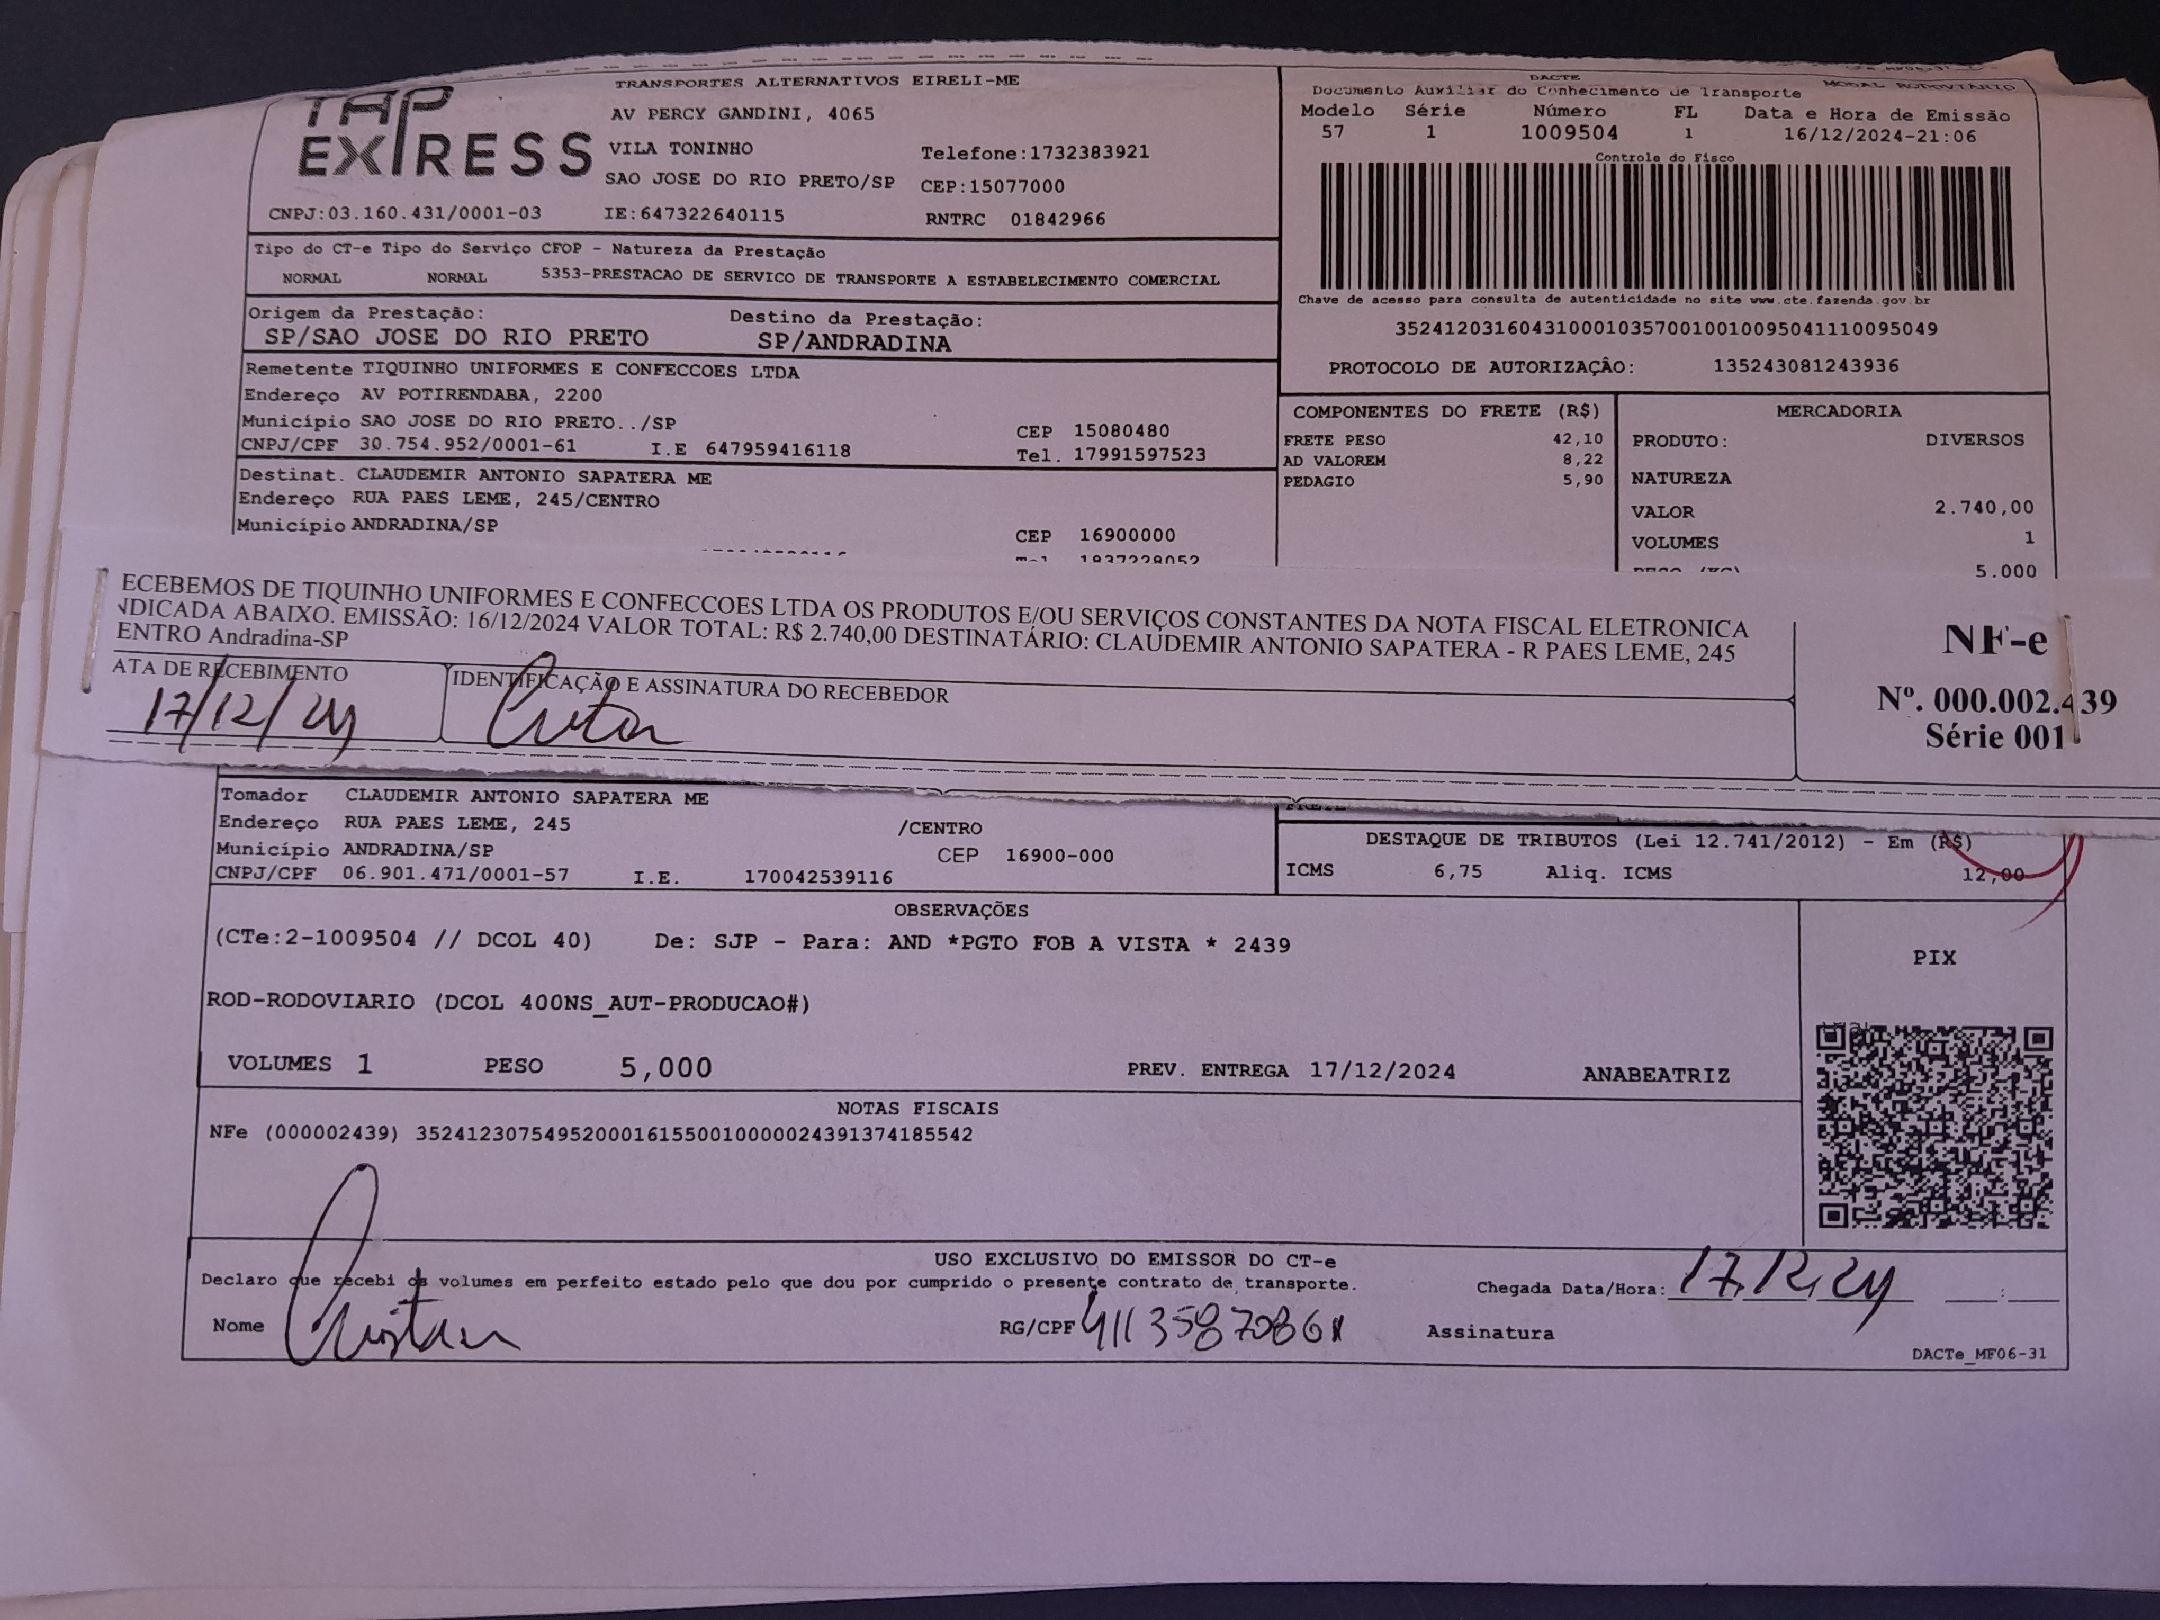 TRANSPORTES ALTERNATIVOS EIRELI-ME
TAP EXPRESS
AV PERCY GANDINI, 4065
VILA TONINHO Telefone:1732383921
SAO JOSE DO RIO PRETO/SP CEP:15077000
CNPJ:03.160.431/0001-03 IE:647322640115 RNTRC 01842966
DACTE MODAL RODOVIÁRIO
Documento Auxiliar do Conhecimento de Transporte
Modelo Série Número FL Data e Hora de Emissão
57 1 1009504 1 16/12/2024-21:06
Controle do Fisco
Chave de acesso para consulta de autenticidade no site www.cte.fazenda.gov.br
35241203160431000103570010010095041110095049
PROTOCOLO DE AUTORIZAÇÂO: 135243081243936
Tipo do CT-e Tipo do Serviço CFOP - Natureza da Prestação
NORMAL NORMAL 5353-PRESTACAO DE SERVICO DE TRANSPORTE A ESTABELECIMENTO COMERCIAL
Origem da Prestação: Destino da Prestação:
SP/SAO JOSE DO RIO PRETO SP/ANDRADINA
Remetente TIQUINHO UNIFORMES E CONFECCOES LTDA
Endereço AV POTIRENDABA, 2200
Município SAO JOSE DO RIO PRETO../SP CEP 15080480
CNPJ/CPF 30.754.952/0001-61 I.E 647959416118 Tel. 17991597523
Destinat. CLAUDEMIR ANTONIO SAPATERA ME
Endereço RUA PAES LEME, 245/CENTRO
Município ANDRADINA/SP CEP 16900000
Tel 1837229052
COMPONENTES DO FRETE (R$)
FRETE PESO 42,10
AD VALOREM 8,22
PEDAGIO 5,90
MERCADORIA
PRODUTO: DIVERSOS
NATUREZA
VALOR 2.740,00
VOLUMES 1
PESO (KG) 5.000
ECEBEMOS DE TIQUINHO UNIFORMES E CONFECCOES LTDA OS PRODUTOS E/OU SERVIÇOS CONSTANTES DA NOTA FISCAL ELETRONICA
NDICADA ABAIXO. EMISSÃO: 16/12/2024 VALOR TOTAL: R$ 2.740,00 DESTINATÁRIO: CLAUDEMIR ANTONIO SAPATERA - R PAES LEME, 245
ENTRO Andradina-SP
ATA DE RECEBIMENTO IDENTIFICAÇÃO E ASSINATURA DO RECEBEDOR
17/12/24
NF-e
Nº. 000.002.439
Série 001
Tomador CLAUDEMIR ANTONIO SAPATERA ME
Endereço RUA PAES LEME, 245 /CENTRO
Município ANDRADINA/SP CEP 16900-000
CNPJ/CPF 06.901.471/0001-57 I.E. 170042539116
DESTAQUE DE TRIBUTOS (Lei 12.741/2012) - Em (R$)
ICMS 6,75 Aliq. ICMS 12,00
OBSERVAÇÕES
(CTe:2-1009504 // DCOL 40) De: SJP - Para: AND *PGTO FOB A VISTA * 2439
ROD-RODOVIARIO (DCOL 400NS_AUT-PRODUCAO#)
PIX
VOLUMES 1 PESO 5,000 PREV. ENTREGA 17/12/2024 ANABEATRIZ
NOTAS FISCAIS
NFe (000002439) 35241230754952000161550010000024391374185542
USO EXCLUSIVO DO EMISSOR DO CT-e
Declaro que recebi os volumes em perfeito estado pelo que dou por cumprido o presente contrato de transporte.
Chegada Data/Hora: 17.12.24 :
Nome RG/CPF Assinatura
DACTe_MF06-31